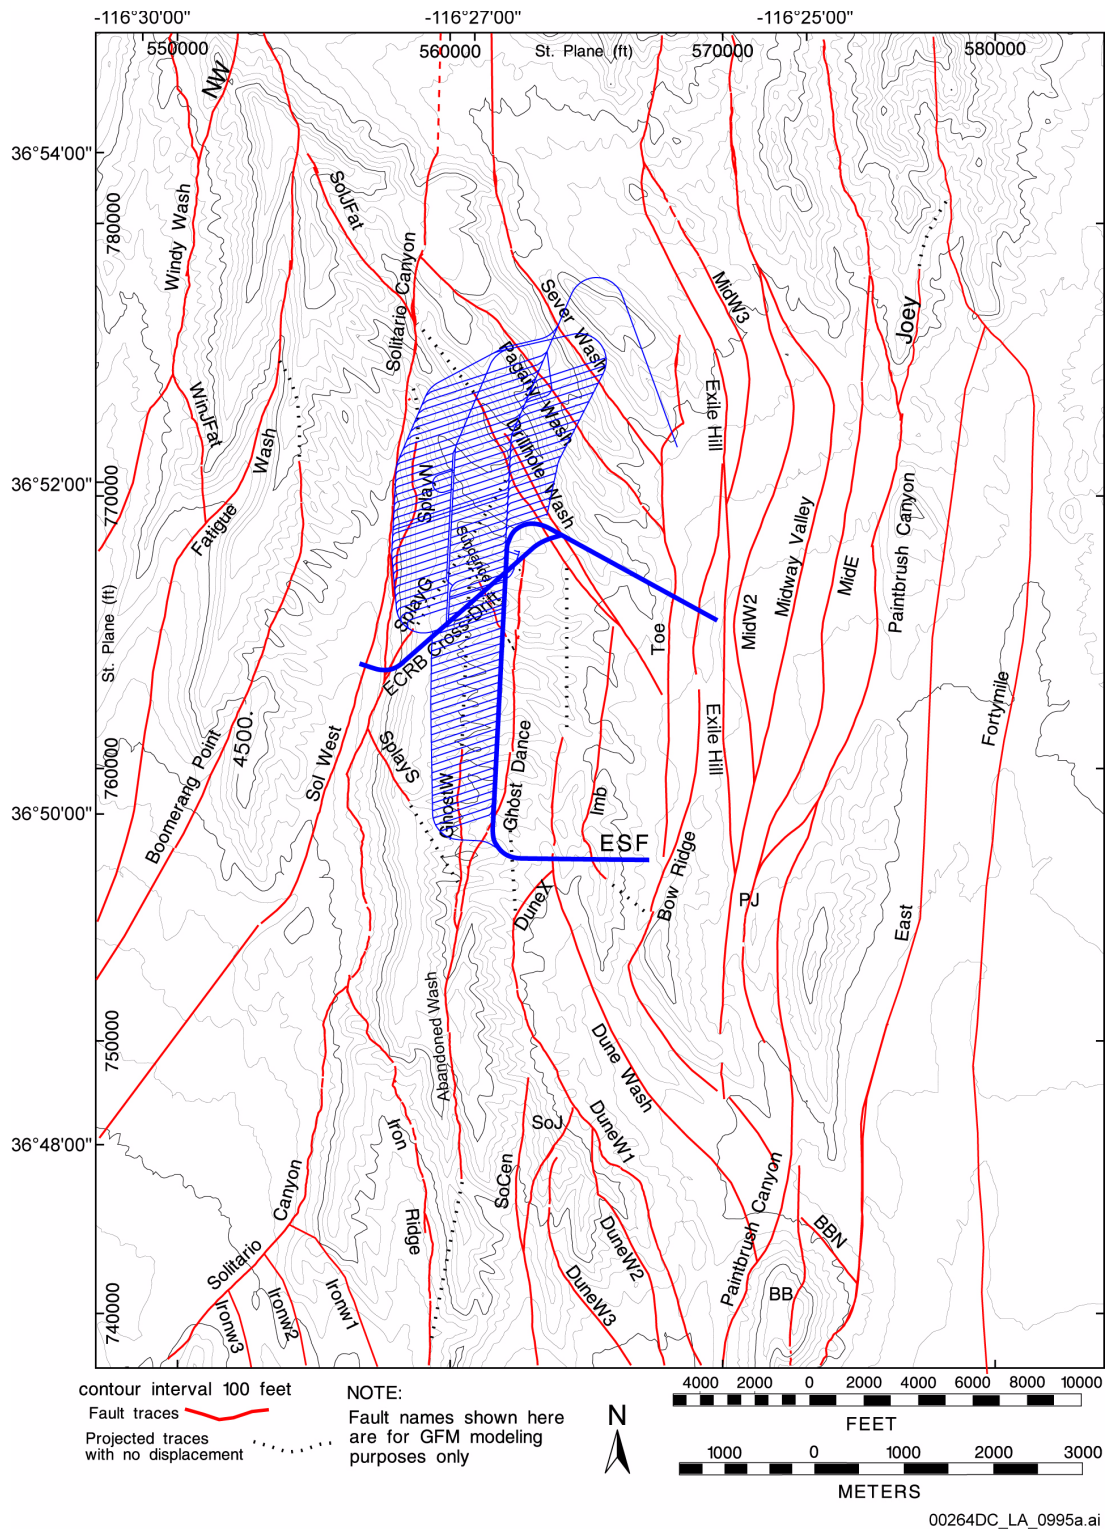 -116°30'00"
-116°27'00"
-116°25'00"
550000
560000
St. Plane (ft)
570000
580000
NW
36°54'00"
SolJFat
780000
Windy Wash
Solitario Canyon
MidW3
Sever Wash
Joey
Pagany Wash
WinJFat
Exile Hill
Wash
Drillhole Wash
36°52'00"
770000
SplayN
Fatigue
Sundance
Midway Valley
Paintbrush Canyon
MidE
SplayG
MidW2
Toe
St. Plane (ft)
ECRB Cross-Drift
Fortymile
4500.
Sol West
SplayS
Ghost Dance
Exile Hill
760000
Boomerang Point
GhostW
Imb
36°50'00"
ESF
Bow Ridge
PJ
DuneX
East
750000
Abandoned Wash
Dune Wash
36°48'00"
Iron
SoJ
DuneW1
SoCen
Canyon
Paintbrush Canyon
Ridge
BBN
DuneW2
Solitario
BB
740000
Ironw3
Ironw2
Ironw1
DuneW3
contour interval 100 feet
Fault traces
Projected traces
with no displacement
NOTE:
Fault names shown here
are for GFM modeling
purposes only
N
4000 2000 0 2000 4000 6000 8000 10000
FEET
1000 0 1000 2000 3000
METERS
00264DC_LA_0995a.ai